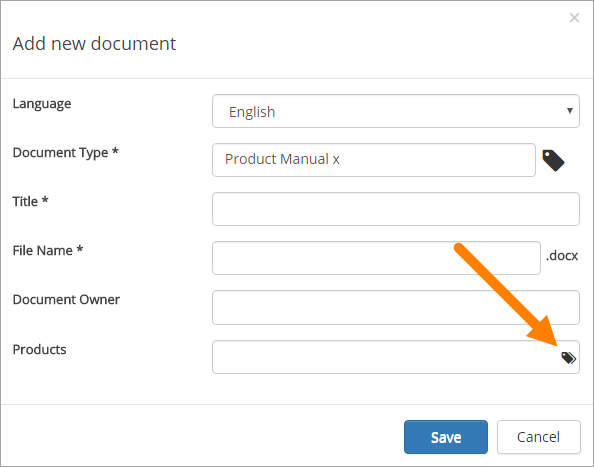 ×
Add new document
Language
English
Document Type *
Product Manual x
Title *
File Name *
.docx
Document Owner
Products
Save
Cancel